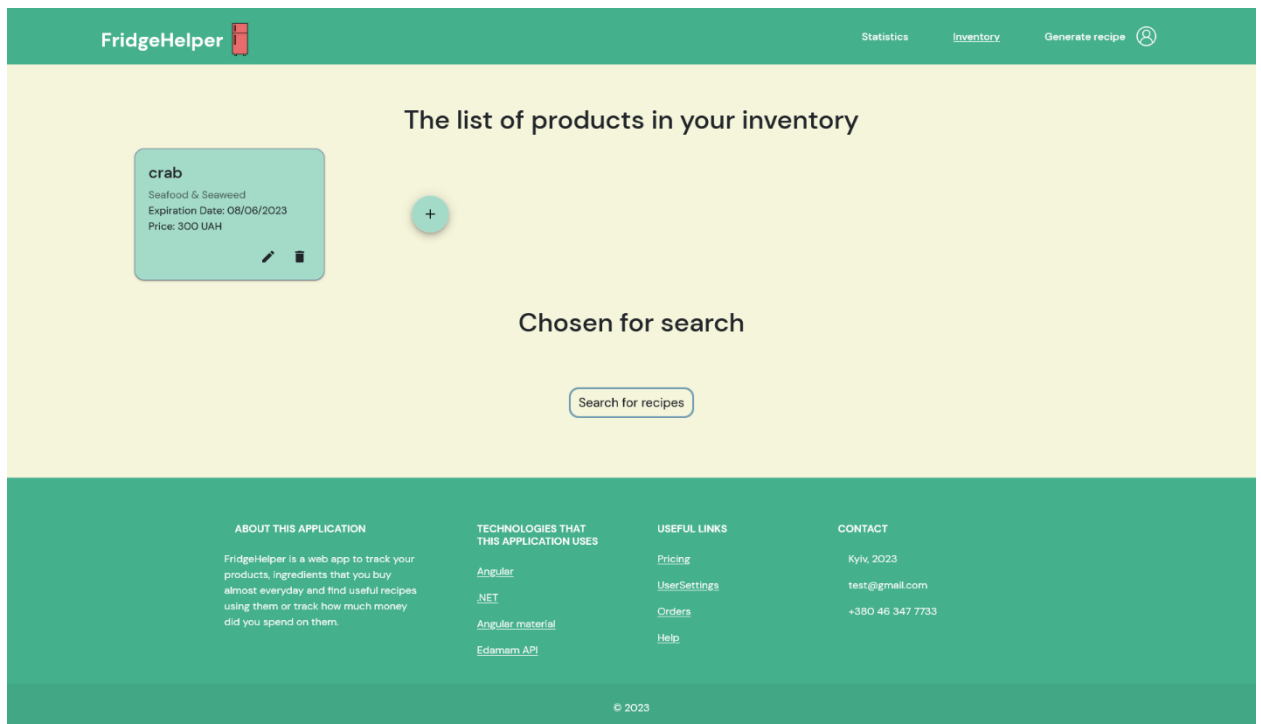 FridgeHelper
Statistics
Inventory
Generate recipe
The list of products in your inventory
crab
Seafood & Seaweed
Expiration Date: 08/06/2023
Price: 300 UAH
+
Chosen for search
Search for recipes
ABOUT THIS APPLICATION
FridgeHelper is a web app to track your
products, ingredients that you buy
almost everyday and find useful recipes
using them or track how much money
did you spend on them.
TECHNOLOGIES THAT
THIS APPLICATION USES
Angular
.NET
Angular material
Edamam API
USEFUL LINKS
Pricing
UserSettings
Orders
Help
CONTACT
Kyiv, 2023
test@gmail.com
+380 46 347 7733
© 2023